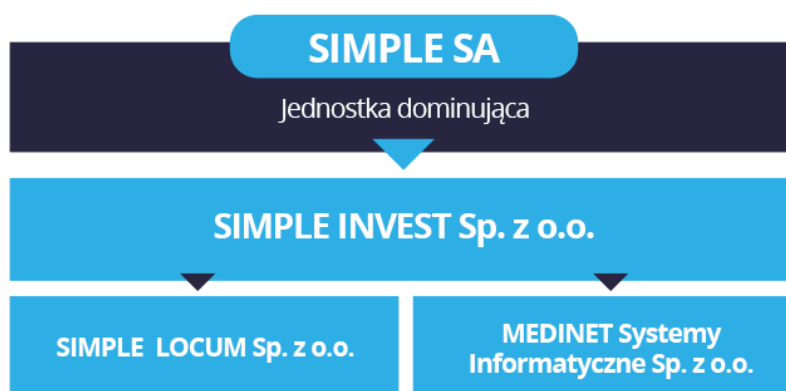 SIMPLE SA
Jednostka dominująca
SIMPLE INVEST Sp. z o.o.
SIMPLE LOCUM Sp. z o.o.
MEDINET Systemy
Informatyczne Sp. z o.o.